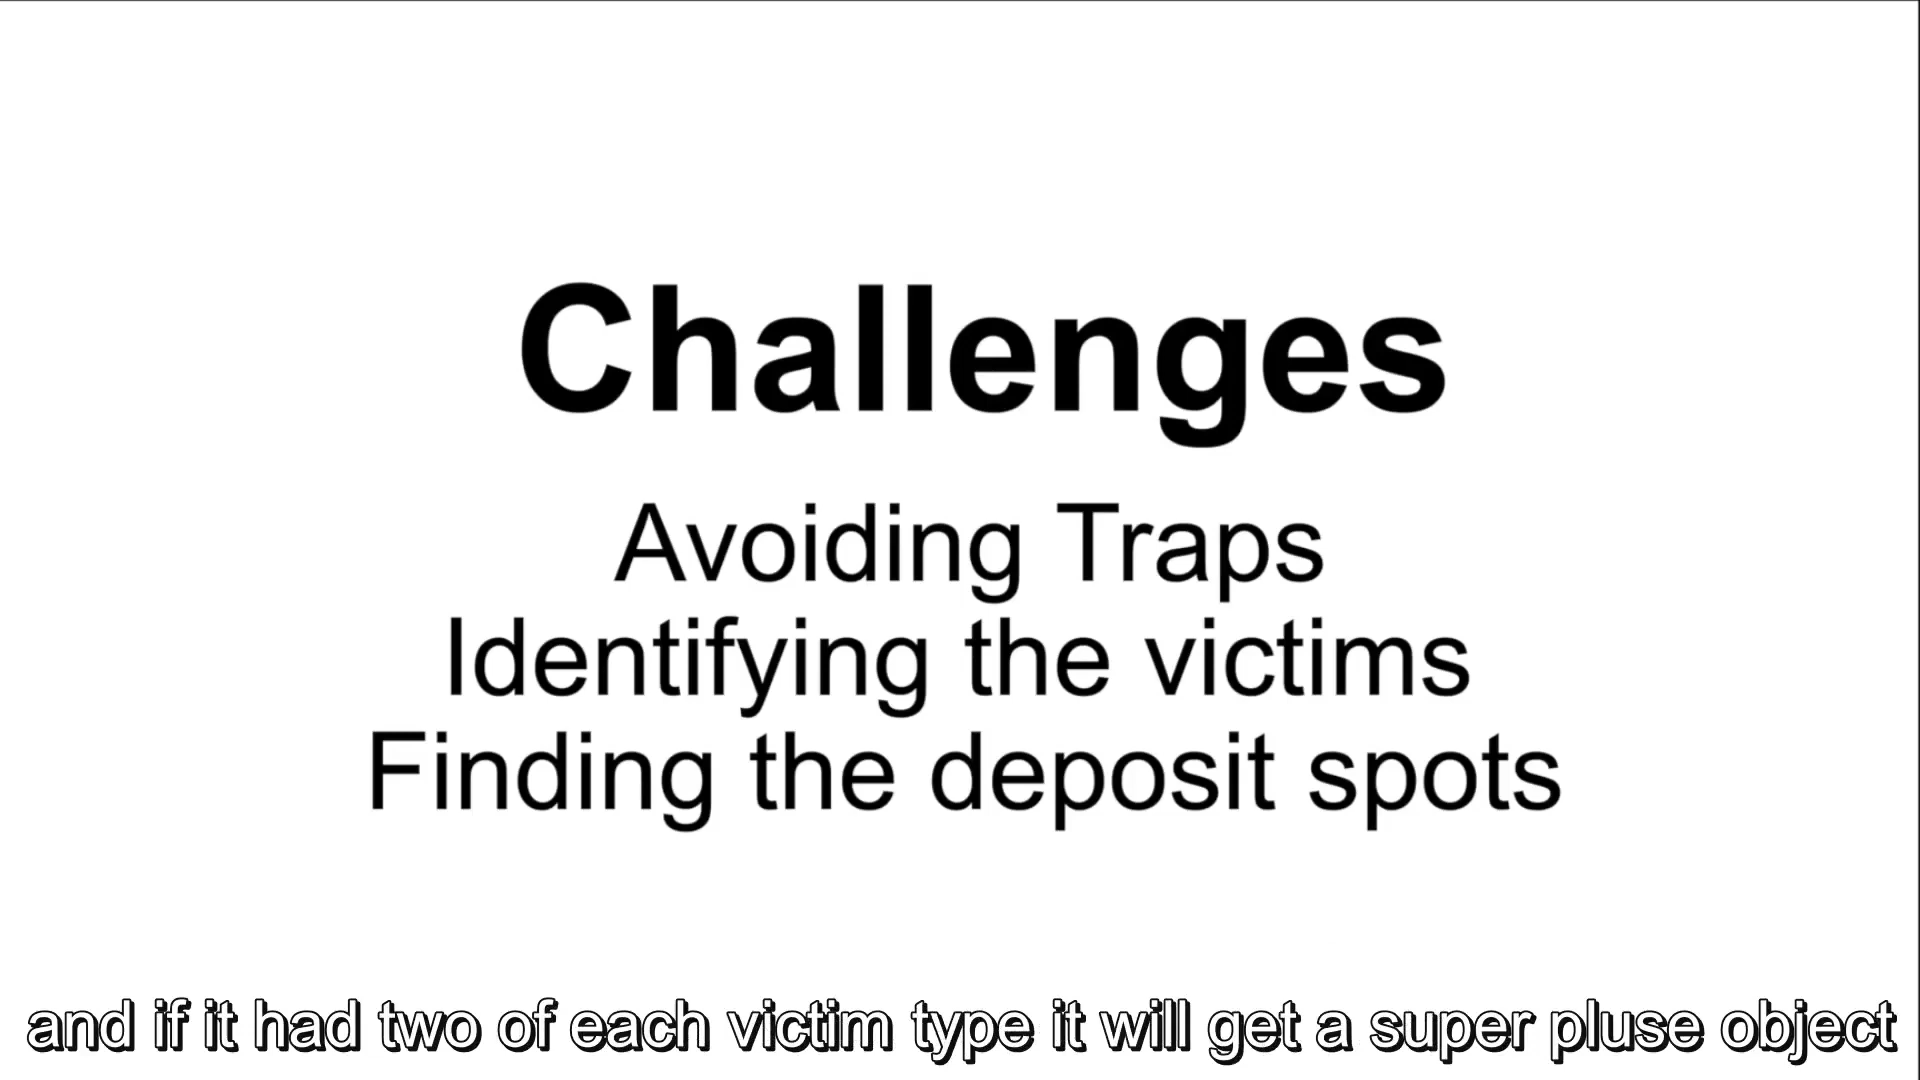 Challenges
Avoiding Traps
Identifying the victims
Finding the deposit spots
and if it had two of each victim type it will get a super pluse object